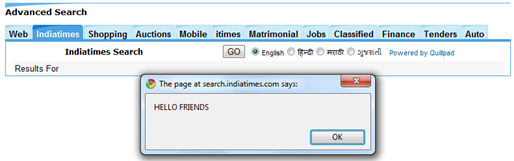 Advanced Search
Web Indiatimes Shopping Auctions Mobile itimes Matrimonial Jobs Classified Finance Tenders Auto
Indiatimes Search GO English हिन्दी मराठी ગુજરાતી Powered by Quillpad
Results For
The page at search.indiatimes.com says:
HELLO FRIENDS
OK